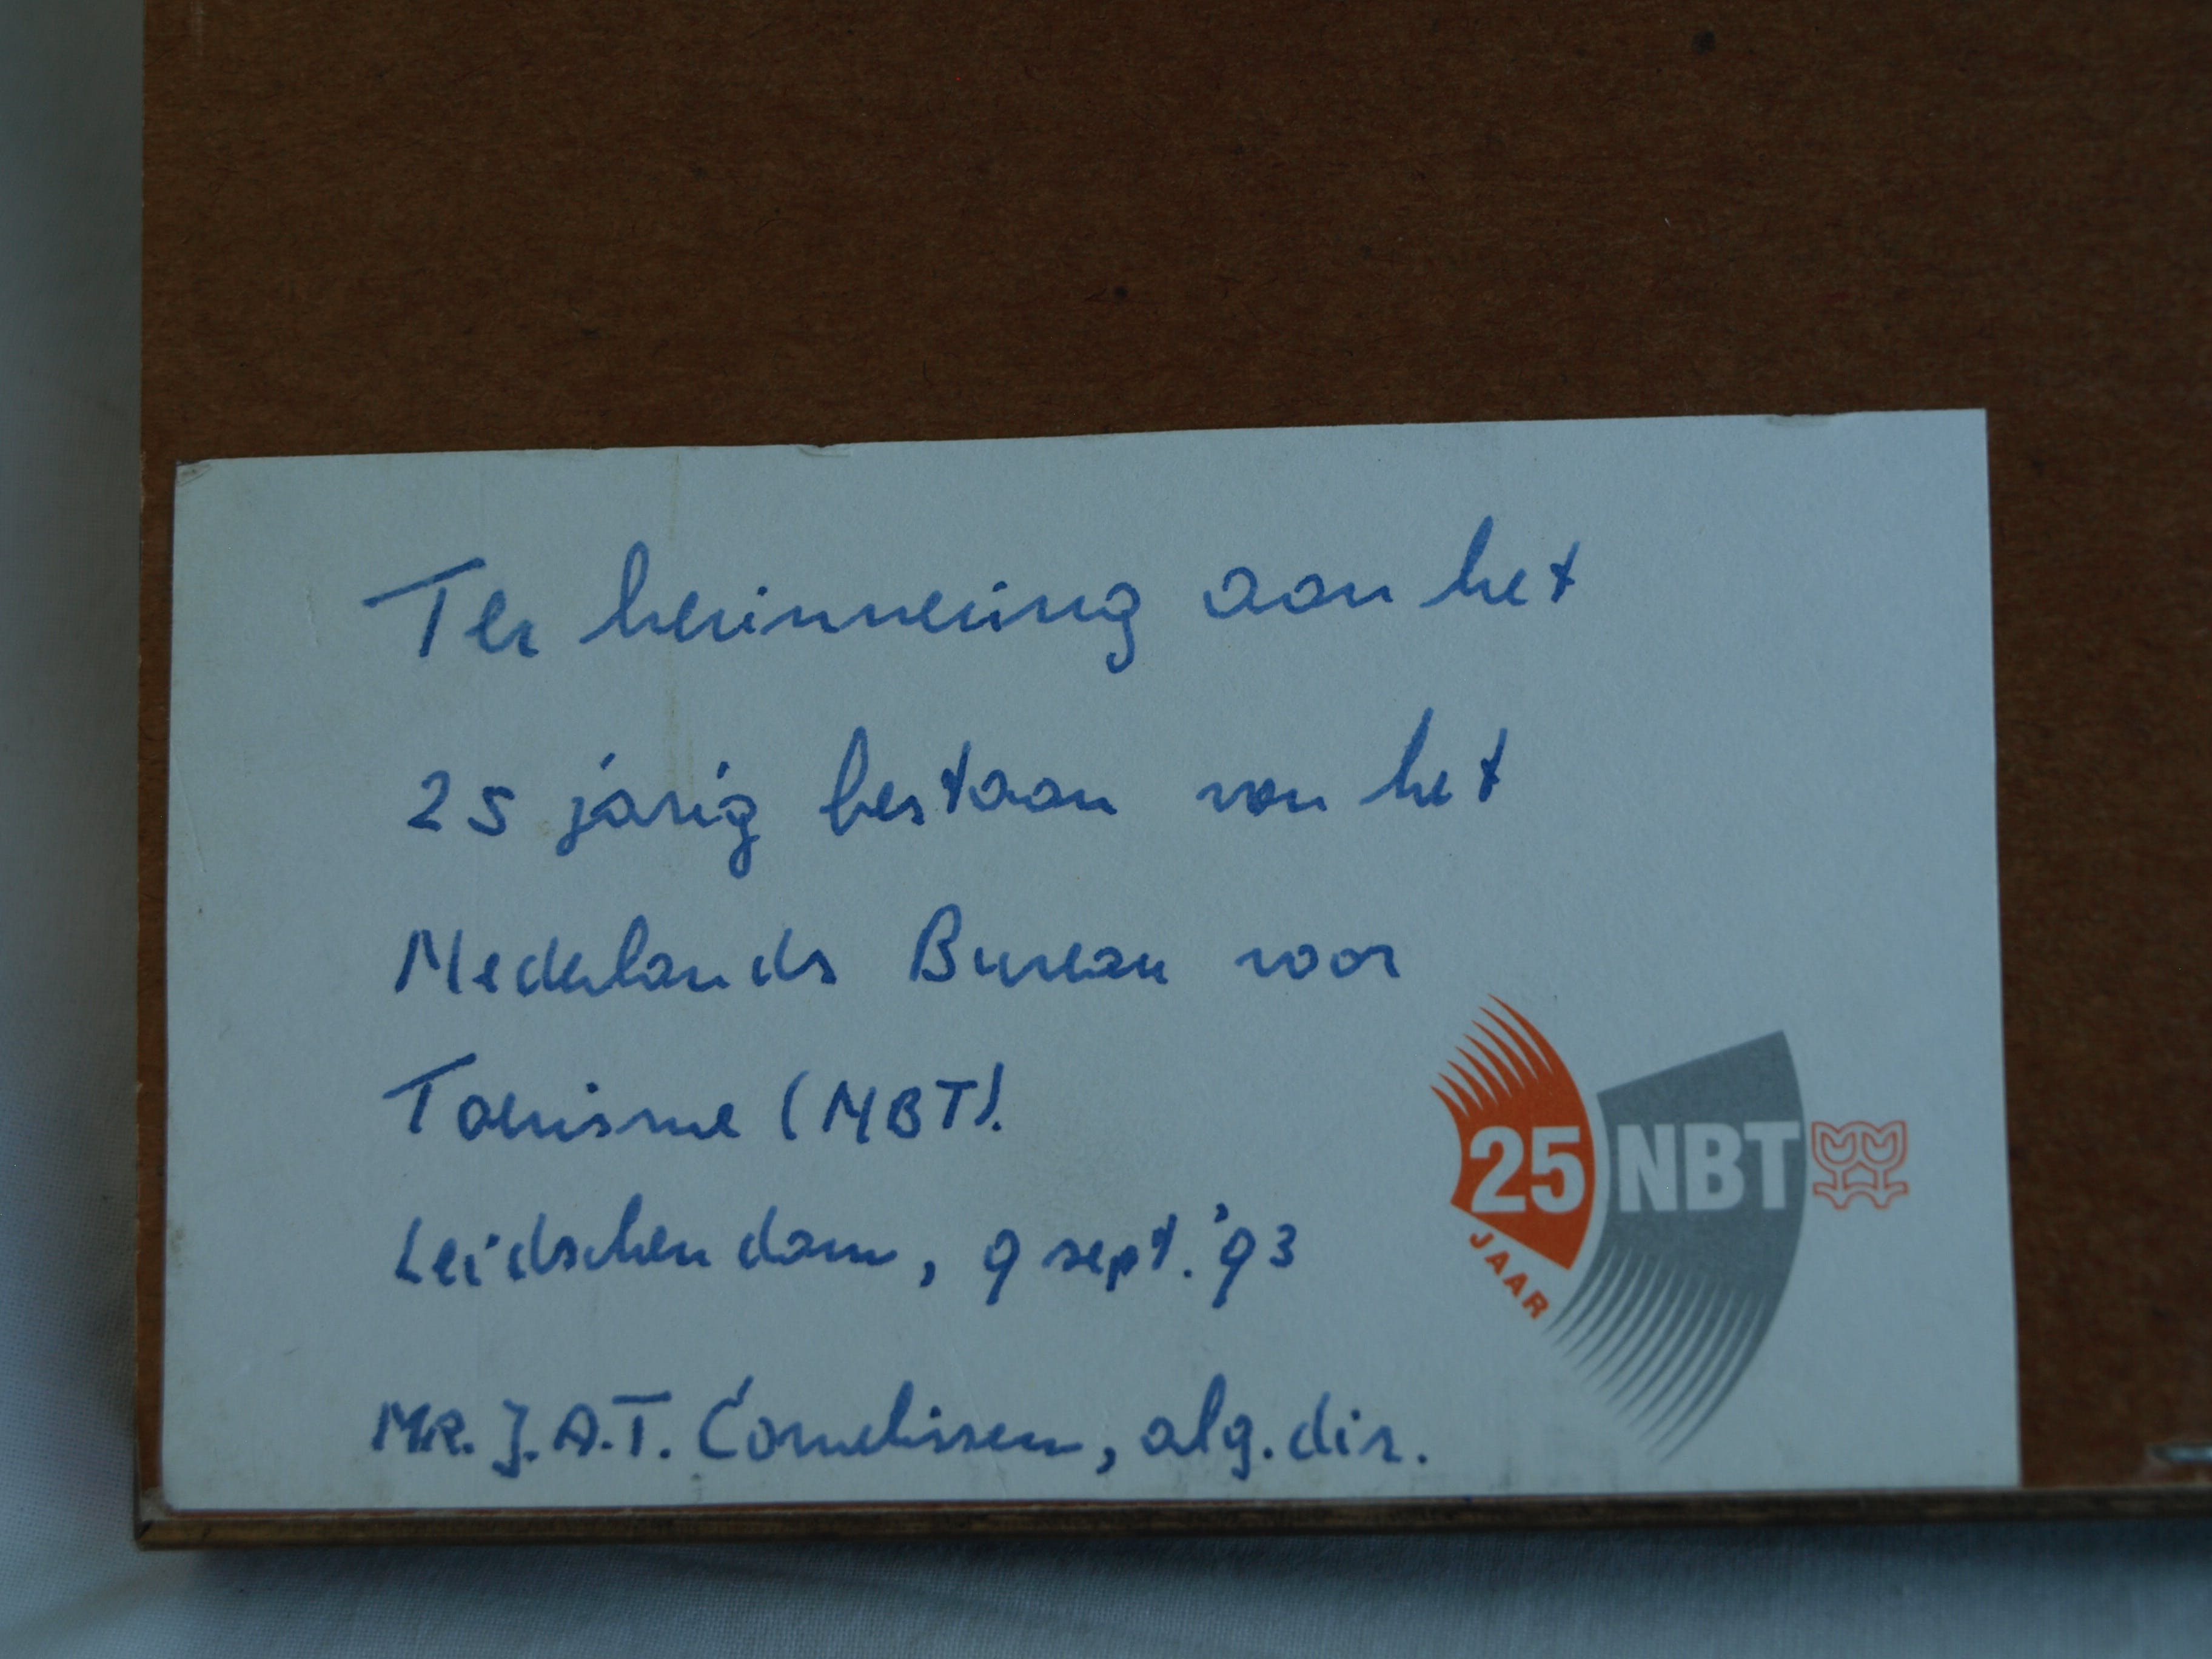 Ter herinnering aan het
25 jarig bestaan van het
Nederlands Bureau voor
Toerisme (NBT).
Leidschendam, 9 sept. '93
MR. J.A.T. Cornelissen, alg. dir.
25 NBT
JAAR